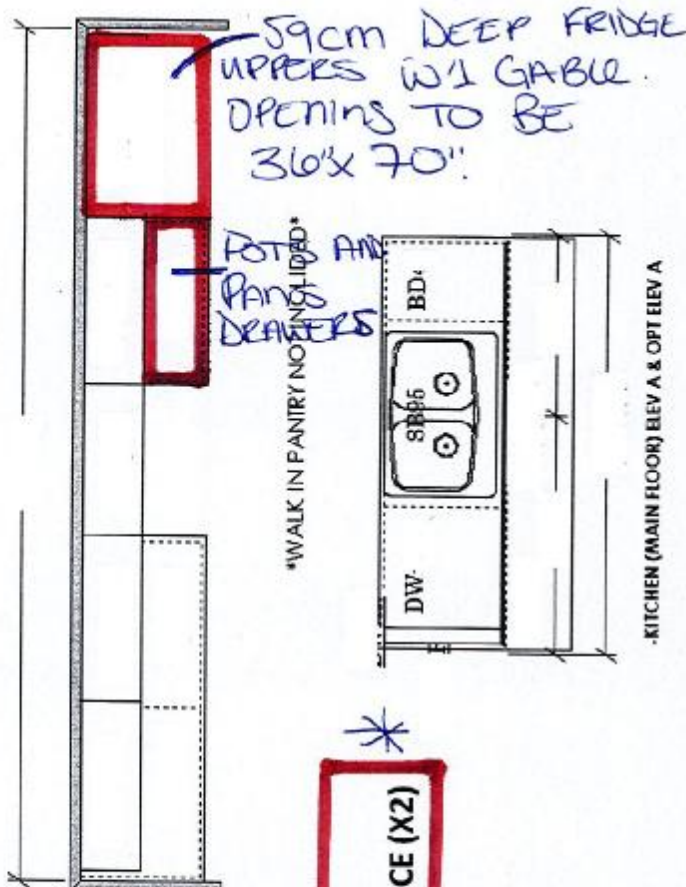 59cm DEEP FRIDGE
UPPERS W/1 GABLE.
OPENING TO BE
36"x 70".
POTS AND
PANS
DRAWERS
*WALK IN PANTRY NOT INCLUDED*
BD
SB95
DW
-KITCHEN (MAIN FLOOR) ELEV A & OPT ELEV A
CE (X2)